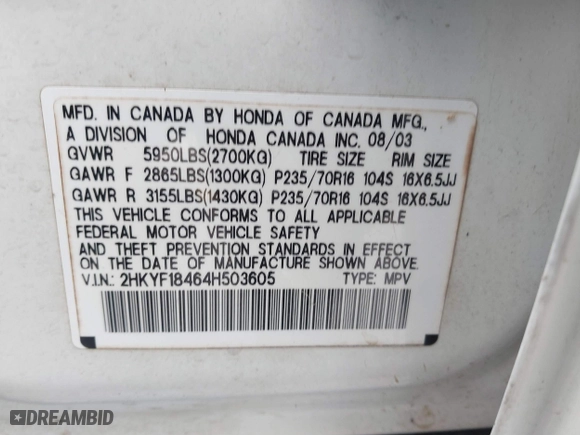 MFD. IN CANADA BY HONDA OF CANADA MFG.,
A DIVISION OF HONDA CANADA INC. 08/03
GVWR 5950LBS(2700KG) TIRE SIZE RIM SIZE
GAWR F 2865LBS(1300KG) P235/70R16 104S 16X6.5JJ
GAWR R 3155LBS(1430KG) P235/70R16 104S 16X6.5JJ
THIS VEHICLE CONFORMS TO ALL APPLICABLE
FEDERAL MOTOR VEHICLE SAFETY
AND THEFT PREVENTION STANDARDS IN EFFECT
ON THE DATE OF MANUFACTURE SHOWN ABOVE.
V.I.N.: 2HKYF18464H503605 TYPE: MPV
DREAMBID